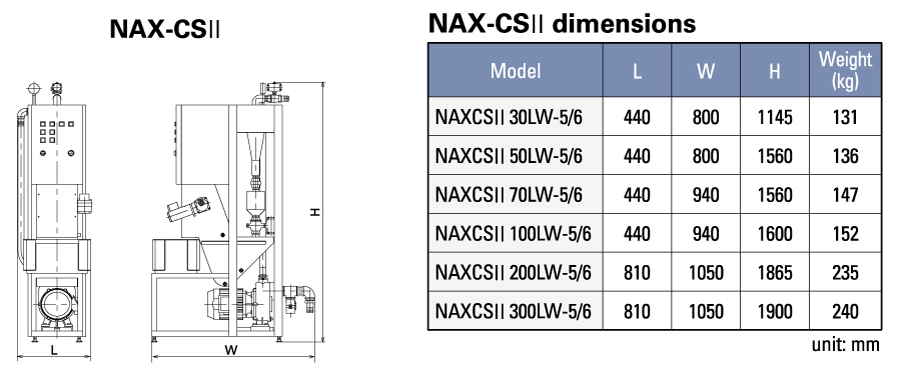 NAX-CSII
H
L
W
NAX-CSII dimensions
Model L W H Weight (kg)
NAXCSII 30LW-5/6 440 800 1145 131
NAXCSII 50LW-5/6 440 800 1560 136
NAXCSII 70LW-5/6 440 940 1560 147
NAXCSII 100LW-5/6 440 940 1600 152
NAXCSII 200LW-5/6 810 1050 1865 235
NAXCSII 300LW-5/6 810 1050 1900 240
unit: mm